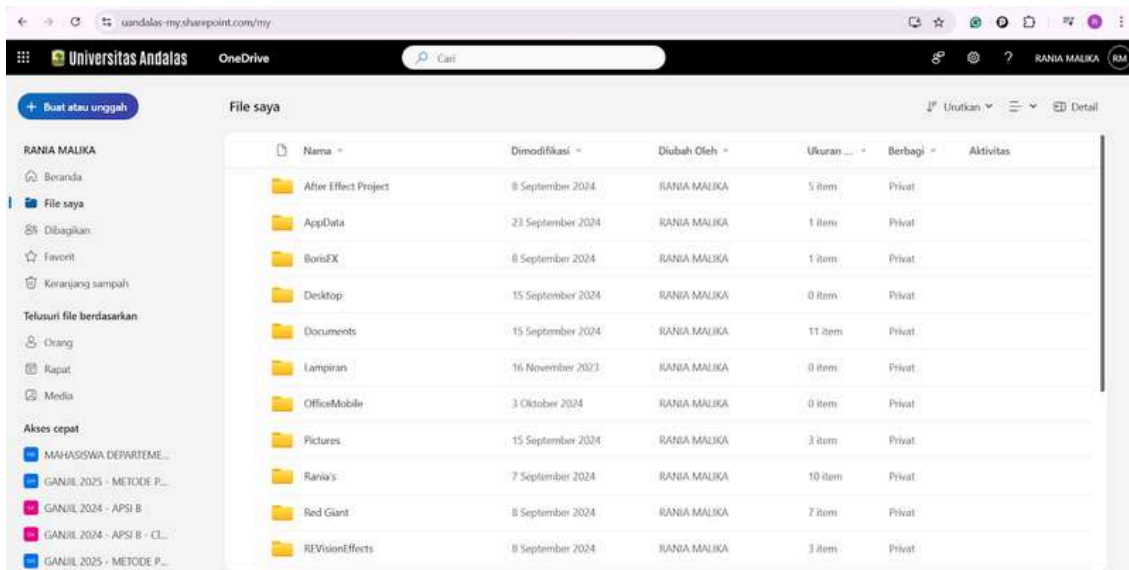 uandalas-my.sharepoint.com/my
Universitas Andalas OneDrive Cari ? RANIA MALIKA RM
+ Buat atau unggah
File saya
Urutkan Detail
RANIA MALIKA
Beranda
File saya
Dibagikan
Favorit
Keranjang sampah
Telusuri file berdasarkan
Orang
Rapat
Media
Akses cepat
MAHASISWA DEPARTEME...
GANJIL 2025 - METODE P...
GANJIL 2024 - APSI B
GANJIL 2024 - APSI B - Cl...
GANJIL 2025 - METODE P...
Nama Dimodifikasi Diubah Oleh Ukuran ... Berbagi Aktivitas
After Effect Project 8 September 2024 RANIA MALIKA 5 item Privat
AppData 23 September 2024 RANIA MALIKA 1 item Privat
BorisFX 8 September 2024 RANIA MALIKA 1 item Privat
Desktop 15 September 2024 RANIA MALIKA 0 item Privat
Documents 15 September 2024 RANIA MALIKA 11 item Privat
Lampiran 16 November 2023 RANIA MALIKA 0 item Privat
OfficeMobile 3 Oktober 2024 RANIA MALIKA 0 item Privat
Pictures 15 September 2024 RANIA MALIKA 3 item Privat
Rania's 7 September 2024 RANIA MALIKA 10 item Privat
Red Giant 8 September 2024 RANIA MALIKA 7 item Privat
REVisionEffects 8 September 2024 RANIA MALIKA 3 item Privat